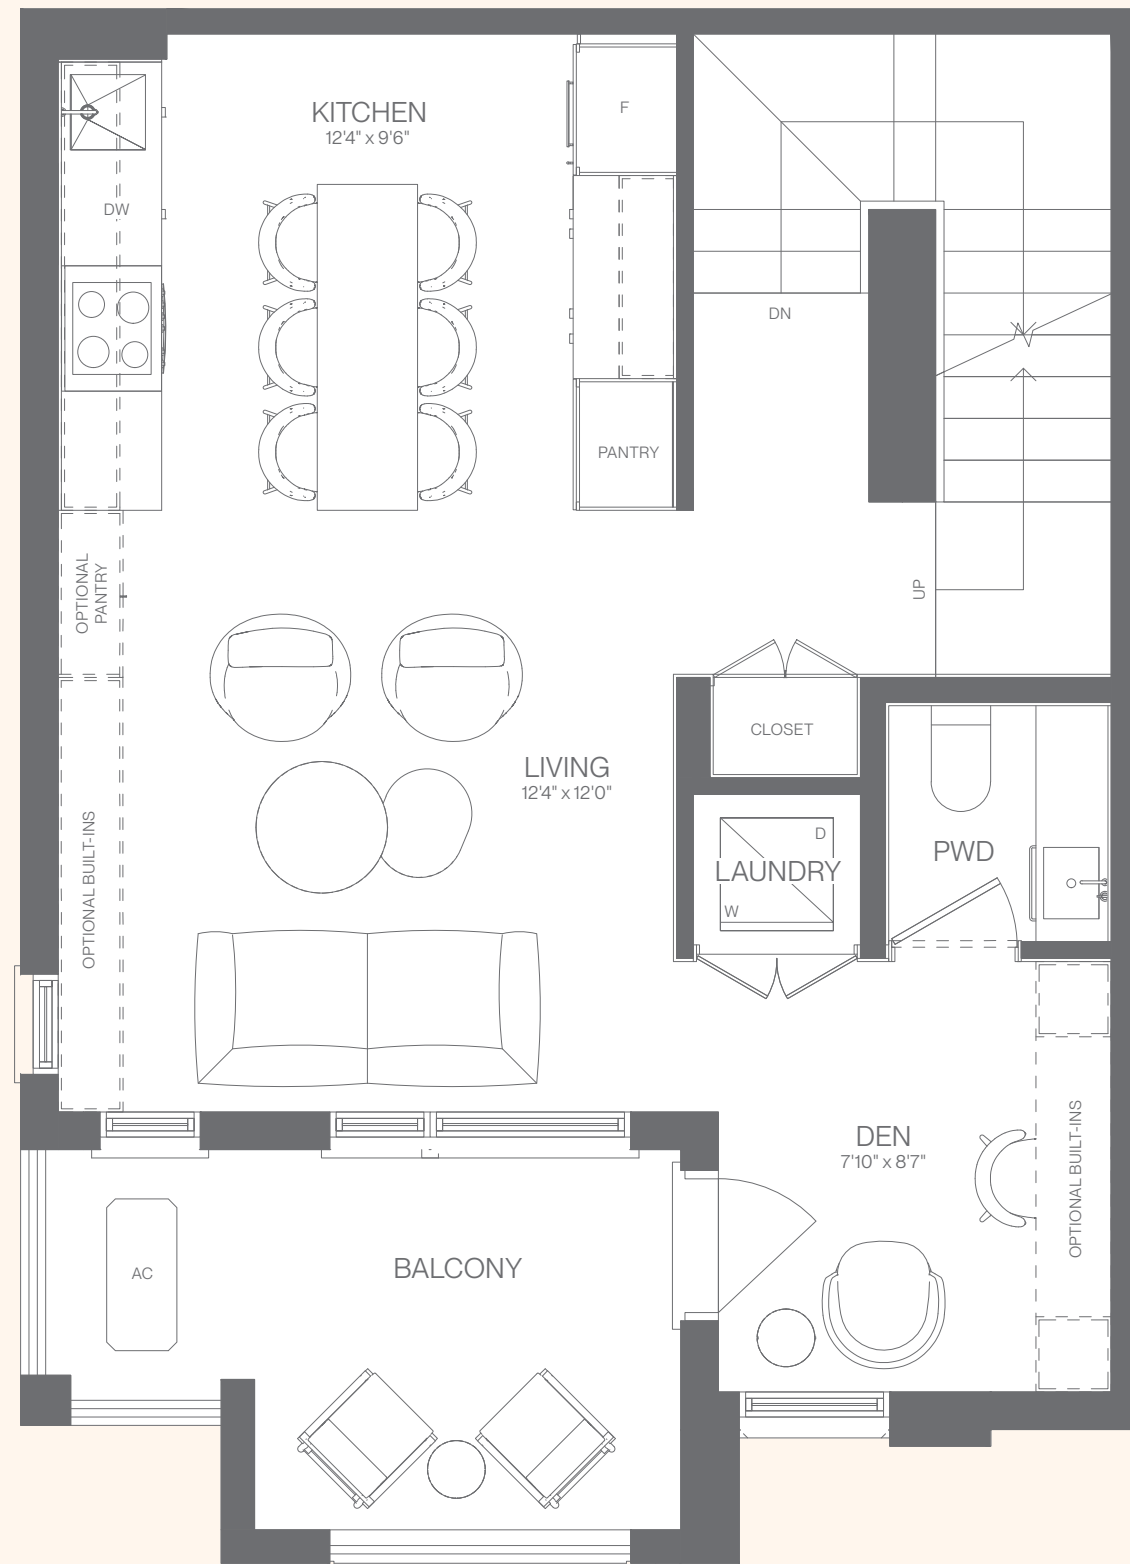 KITCHEN
12'4" x 9'6"
F
DW
DN
PANTRY
OPTIONAL
PANTRY
UP
CLOSET
LIVING
12'4" x 12'0"
OPTIONAL BUILT-INS
D
LAUNDRY
W
PWD
DEN
7'10" x 8'7"
OPTIONAL BUILT-INS
BALCONY
AC